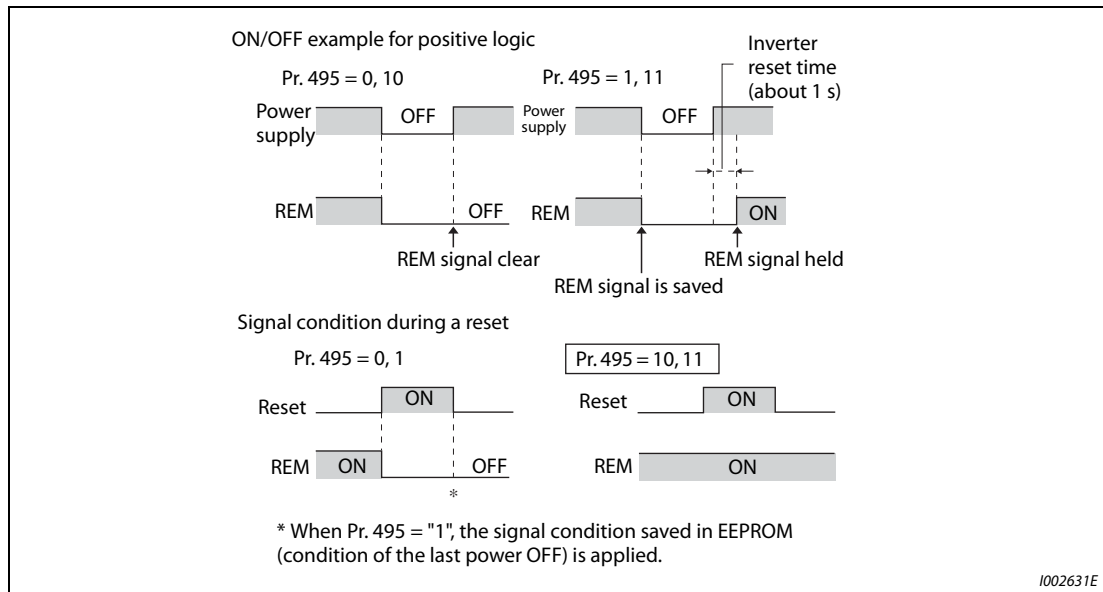 ON/OFF example for positive logic
Pr. 495 = 0, 10
Power
supply
OFF
REM
OFF
REM signal clear
Pr. 495 = 1, 11
Inverter
reset time
(about 1 s)
Power
supply
OFF
REM
ON
REM signal held
REM signal is saved
Signal condition during a reset
Pr. 495 = 0, 1
Reset
ON
REM
ON
OFF
*
Pr. 495 = 10, 11
Reset
ON
REM
ON
* When Pr. 495 = "1", the signal condition saved in EEPROM
(condition of the last power OFF) is applied.
I002631E